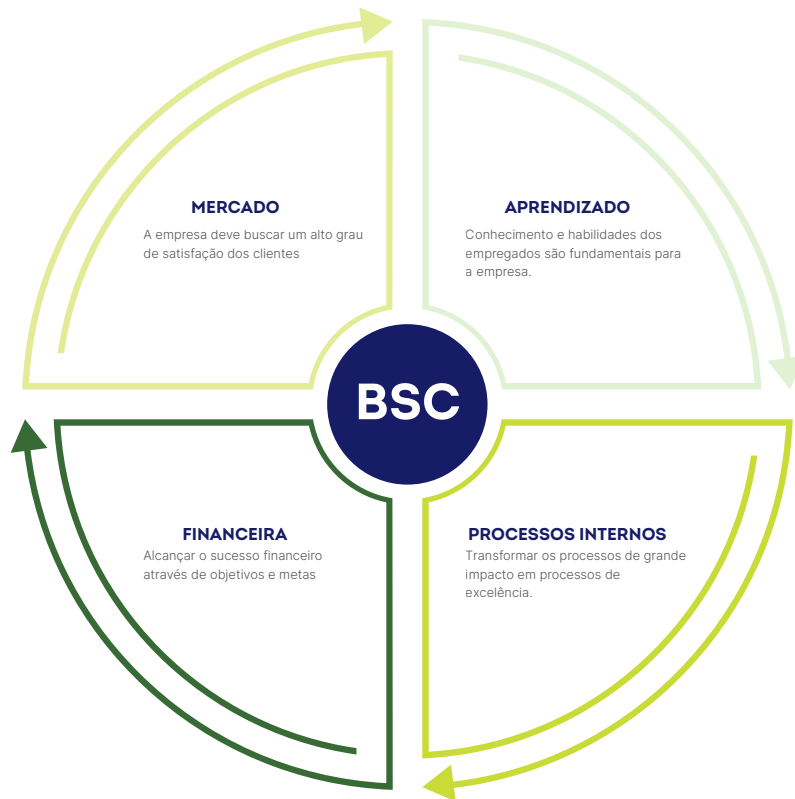 MERCADO
A empresa deve buscar um alto grau
de satisfação dos clientes
APRENDIZADO
Conhecimento e habilidades dos
empregados são fundamentais para
a empresa.
BSC
FINANCEIRA
Alcançar o sucesso financeiro
através de objetivos e metas
PROCESSOS INTERNOS
Transformar os processos de grande
impacto em processos de
excelência.